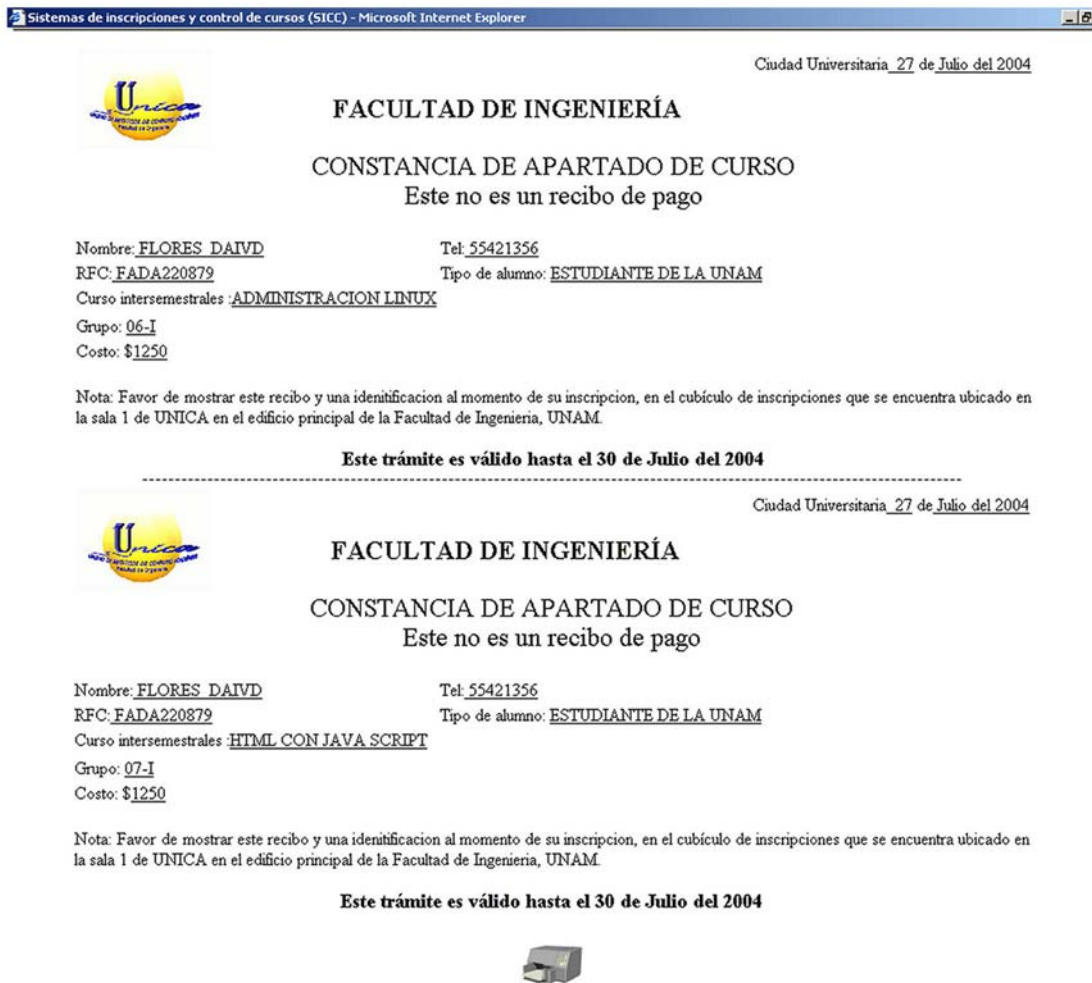 Sistemas de inscripciones y control de cursos (SICC) - Microsoft Internet Explorer
Ciudad Universitaria 27 de Julio del 2004
Unica
FACULTAD DE INGENIERÍA
CONSTANCIA DE APARTADO DE CURSO
Este no es un recibo de pago
Nombre: FLORES DAIVD Tel: 55421356
RFC: FADA220879 Tipo de alumno: ESTUDIANTE DE LA UNAM
Curso intersemestrales :ADMINISTRACION LINUX
Grupo: 06-I
Costo: $1250
Nota: Favor de mostrar este recibo y una idenitificacion al momento de su inscripcion, en el cubículo de inscripciones que se encuentra ubicado en
la sala 1 de UNICA en el edificio principal de la Facultad de Ingenieria, UNAM.
Este trámite es válido hasta el 30 de Julio del 2004
Ciudad Universitaria 27 de Julio del 2004
Unica
FACULTAD DE INGENIERÍA
CONSTANCIA DE APARTADO DE CURSO
Este no es un recibo de pago
Nombre: FLORES DAIVD Tel: 55421356
RFC: FADA220879 Tipo de alumno: ESTUDIANTE DE LA UNAM
Curso intersemestrales :HTML CON JAVA SCRIPT
Grupo: 07-I
Costo: $1250
Nota: Favor de mostrar este recibo y una idenitificacion al momento de su inscripcion, en el cubículo de inscripciones que se encuentra ubicado en
la sala 1 de UNICA en el edificio principal de la Facultad de Ingenieria, UNAM.
Este trámite es válido hasta el 30 de Julio del 2004